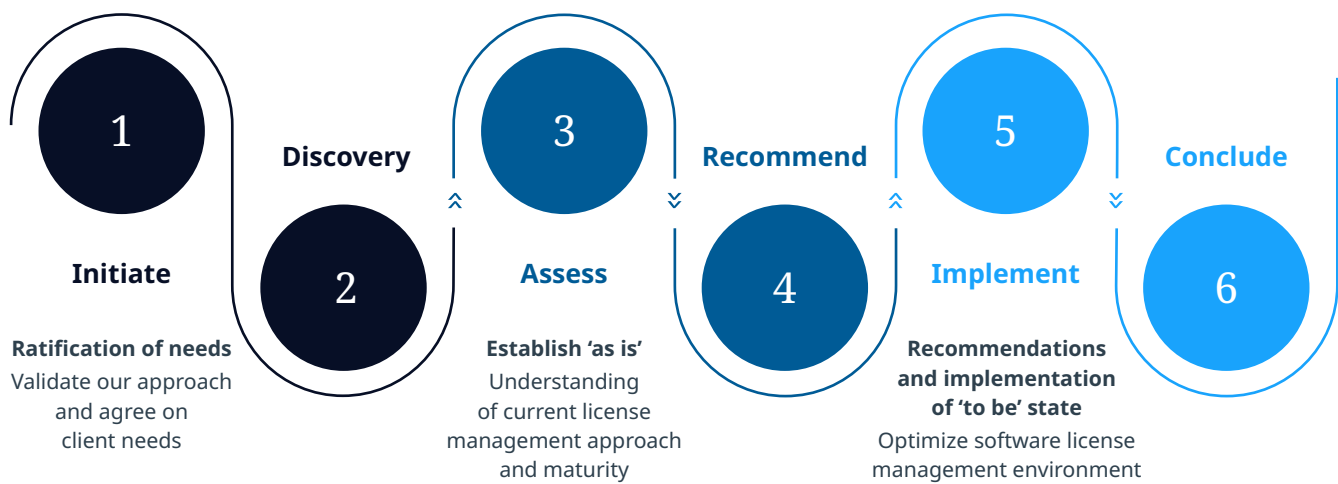 1
Initiate
Ratification of needs
Validate our approach
and agree on
client needs
Discovery
2
3
Assess
Establish ‘as is’
Understanding
of current license
management approach
and maturity
Recommend
4
5
Implement
Recommendations
and implementation
of ‘to be’ state
Optimize software license
management environment
Conclude
6